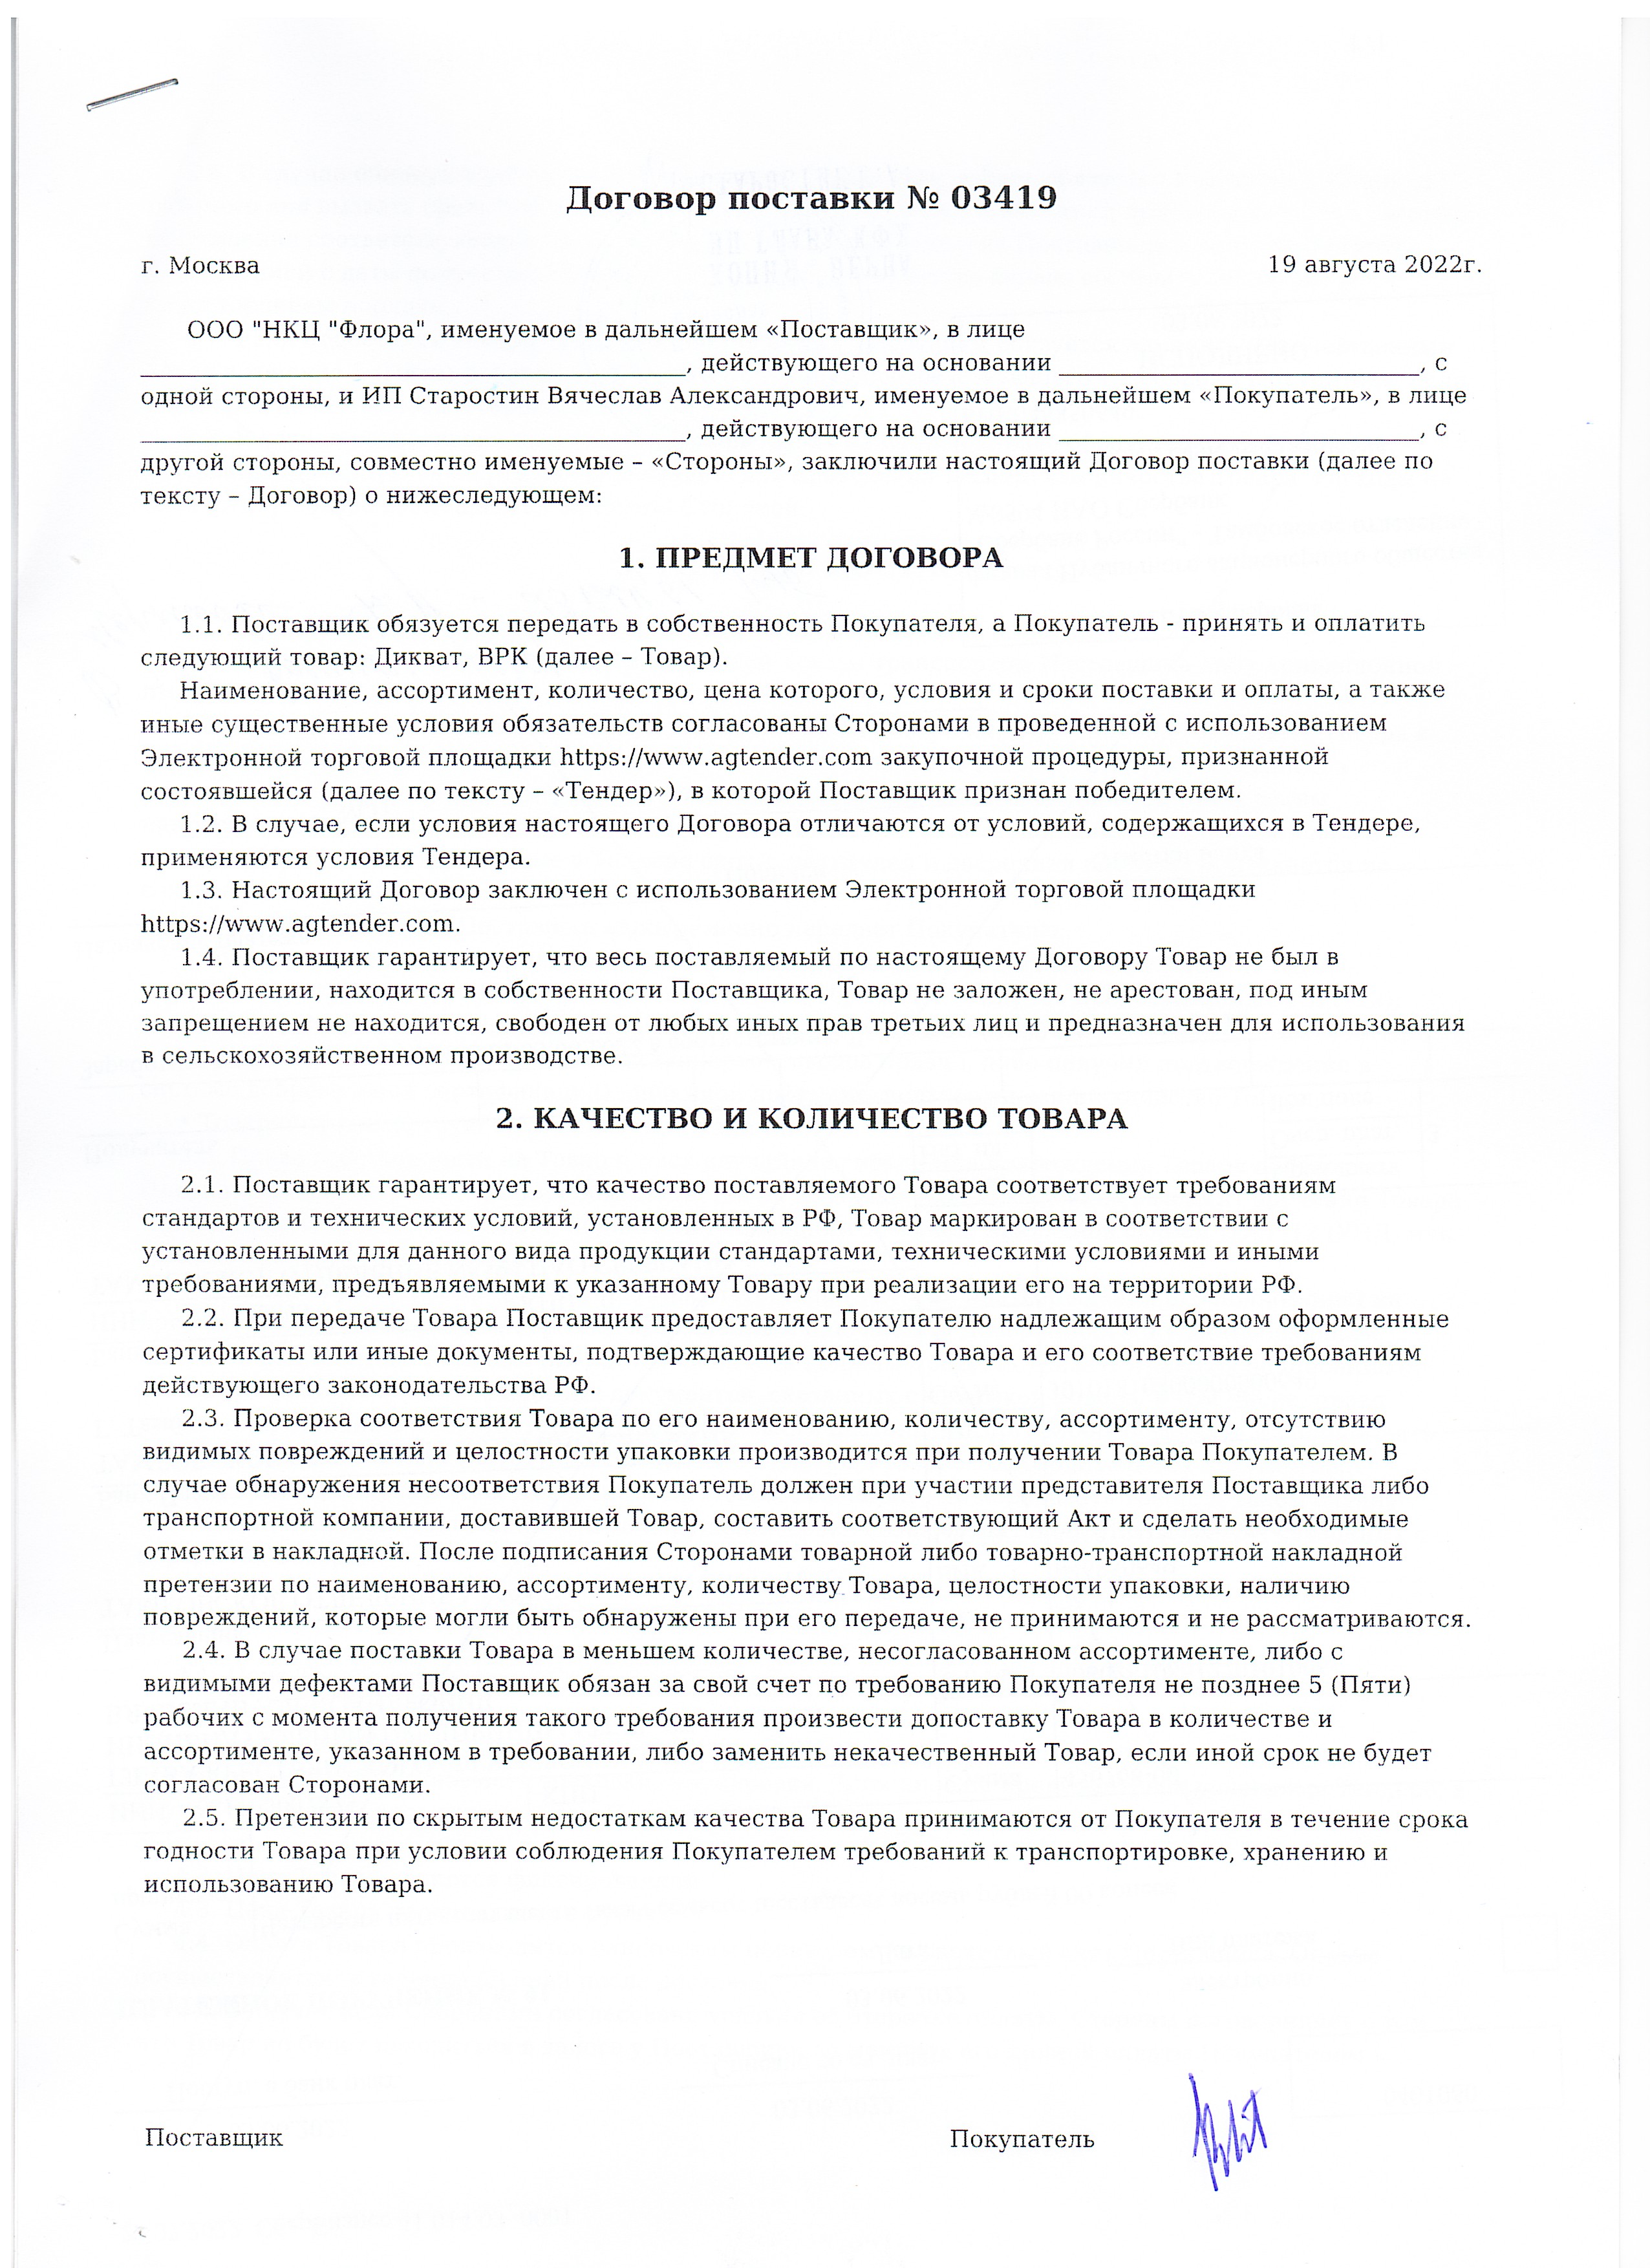 Договор поставки № 03419
г. Москва 19 августа 2022г.
ООО "НКЦ "Флора", именуемое в дальнейшем «Поставщик», в лице
____________________________________, действующего на основании ________________________, с
одной стороны, и ИП Старостин Вячеслав Александрович, именуемое в дальнейшем «Покупатель», в лице
____________________________________, действующего на основании ________________________, с
другой стороны, совместно именуемые – «Стороны», заключили настоящий Договор поставки (далее по
тексту – Договор) о нижеследующем:
1. ПРЕДМЕТ ДОГОВОРА
1.1. Поставщик обязуется передать в собственность Покупателя, а Покупатель - принять и оплатить
следующий товар: Дикват, ВРК (далее – Товар).
Наименование, ассортимент, количество, цена которого, условия и сроки поставки и оплаты, а также
иные существенные условия обязательств согласованы Сторонами в проведенной с использованием
Электронной торговой площадки https://www.agtender.com закупочной процедуры, признанной
состоявшейся (далее по тексту – «Тендер»), в которой Поставщик признан победителем.
1.2. В случае, если условия настоящего Договора отличаются от условий, содержащихся в Тендере,
применяются условия Тендера.
1.3. Настоящий Договор заключен с использованием Электронной торговой площадки
https://www.agtender.com.
1.4. Поставщик гарантирует, что весь поставляемый по настоящему Договору Товар не был в
употреблении, находится в собственности Поставщика, Товар не заложен, не арестован, под иным
запрещением не находится, свободен от любых иных прав третьих лиц и предназначен для использования
в сельскохозяйственном производстве.
2. КАЧЕСТВО И КОЛИЧЕСТВО ТОВАРА
2.1. Поставщик гарантирует, что качество поставляемого Товара соответствует требованиям
стандартов и технических условий, установленных в РФ, Товар маркирован в соответствии с
установленными для данного вида продукции стандартами, техническими условиями и иными
требованиями, предъявляемыми к указанному Товару при реализации его на территории РФ.
2.2. При передаче Товара Поставщик предоставляет Покупателю надлежащим образом оформленные
сертификаты или иные документы, подтверждающие качество Товара и его соответствие требованиям
действующего законодательства РФ.
2.3. Проверка соответствия Товара по его наименованию, количеству, ассортименту, отсутствию
видимых повреждений и целостности упаковки производится при получении Товара Покупателем. В
случае обнаружения несоответствия Покупатель должен при участии представителя Поставщика либо
транспортной компании, доставившей Товар, составить соответствующий Акт и сделать необходимые
отметки в накладной. После подписания Сторонами товарной либо товарно-транспортной накладной
претензии по наименованию, ассортименту, количеству Товара, целостности упаковки, наличию
повреждений, которые могли быть обнаружены при его передаче, не принимаются и не рассматриваются.
2.4. В случае поставки Товара в меньшем количестве, несогласованном ассортименте, либо с
видимыми дефектами Поставщик обязан за свой счет по требованию Покупателя не позднее 5 (Пяти)
рабочих с момента получения такого требования произвести допоставку Товара в количестве и
ассортименте, указанном в требовании, либо заменить некачественный Товар, если иной срок не будет
согласован Сторонами.
2.5. Претензии по скрытым недостаткам качества Товара принимаются от Покупателя в течение срока
годности Товара при условии соблюдения Покупателем требований к транспортировке, хранению и
использованию Товара.
Поставщик Покупатель